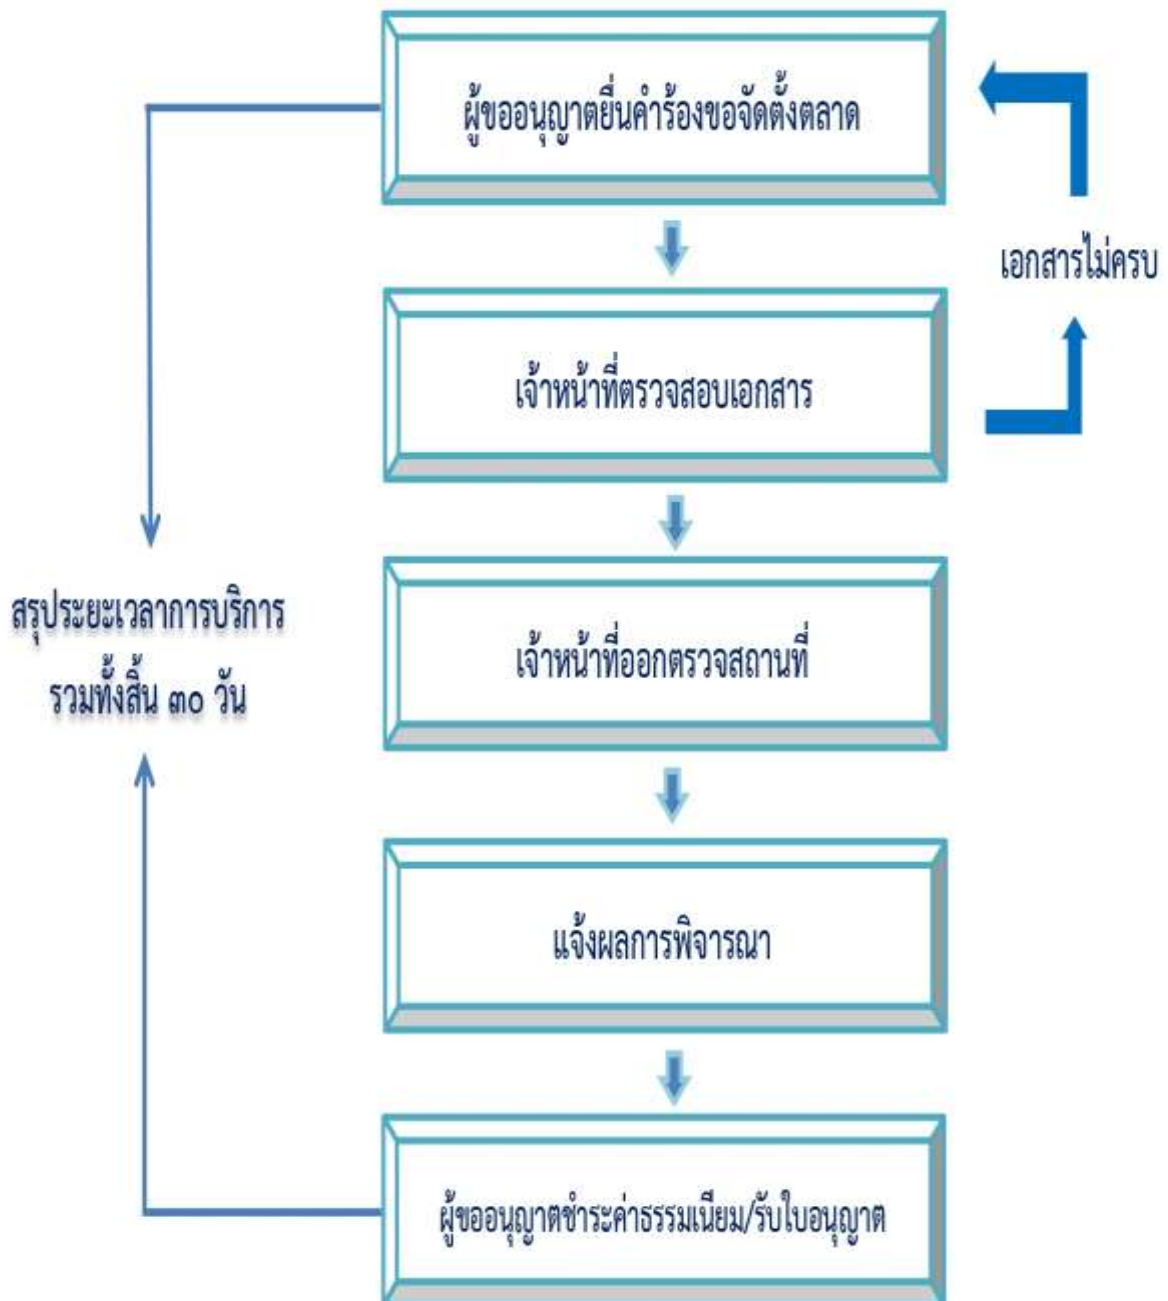 ผู้ขออนุญาตยื่นคำร้องขอจัดตั้งตลาด
เอกสารไม่ครบ
เจ้าหน้าที่ตรวจสอบเอกสาร
สรุประยะเวลาการบริการ
รวมทั้งสิ้น ๓๐ วัน
เจ้าหน้าที่ออกตรวจสถานที่
แจ้งผลการพิจารณา
ผู้ขออนุญาตชำระค่าธรรมเนียม/รับใบอนุญาต